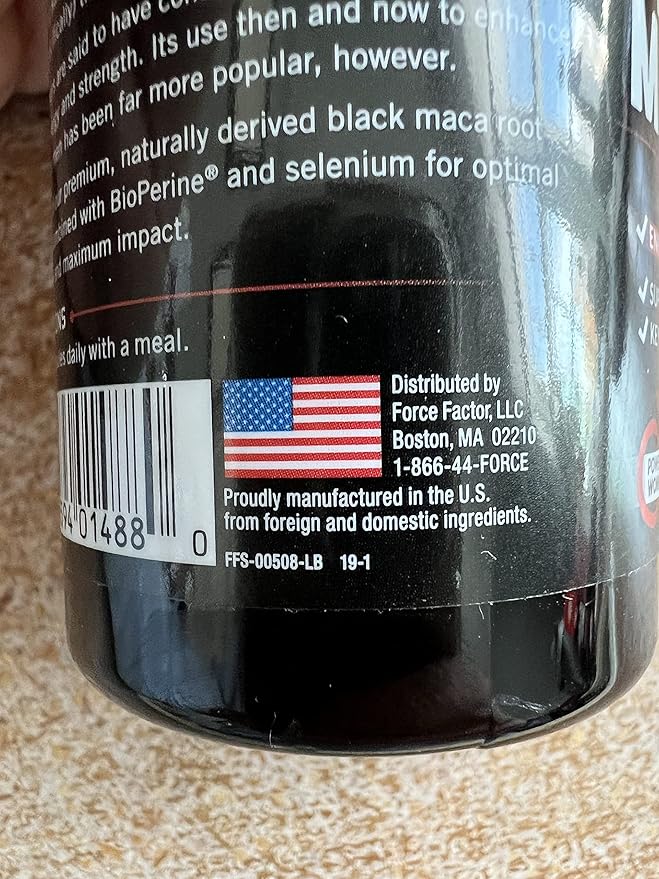 are said to have
and strength. Its use then and now to enhance
has been far more popular, however.
premium, naturally derived black maca root
with BioPerine® and selenium for optimal
maximum impact.
daily with a meal.
Distributed by
Force Factor, LLC
Boston, MA 02210
1-866-44-FORCE
Proudly manufactured in the U.S.
from foreign and domestic ingredients.
94 01488 0
FFS-00508-LB 19-1